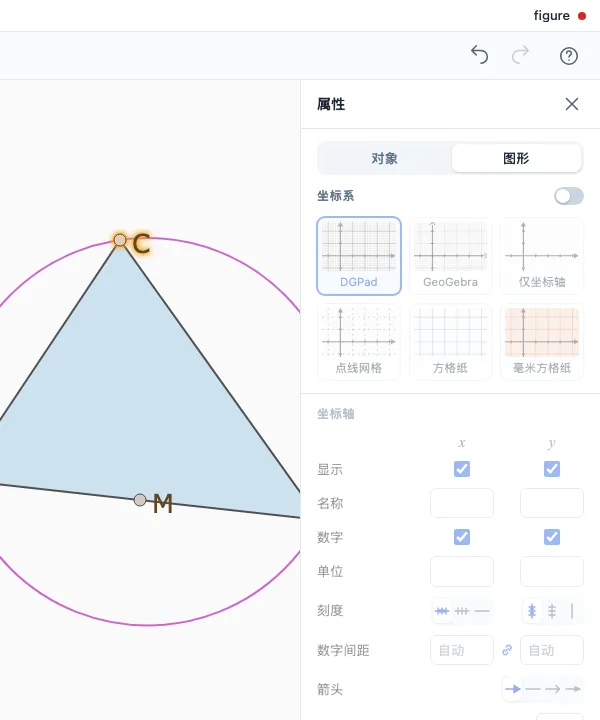 figure
属性
对象 图形
坐标系
DGPad GeoGebra 仅坐标轴
点线网格 方格纸 毫米方格纸
坐标轴
x y
显示
名称
数字
单位
刻度
数字间距 自动 自动
箭头
C
M